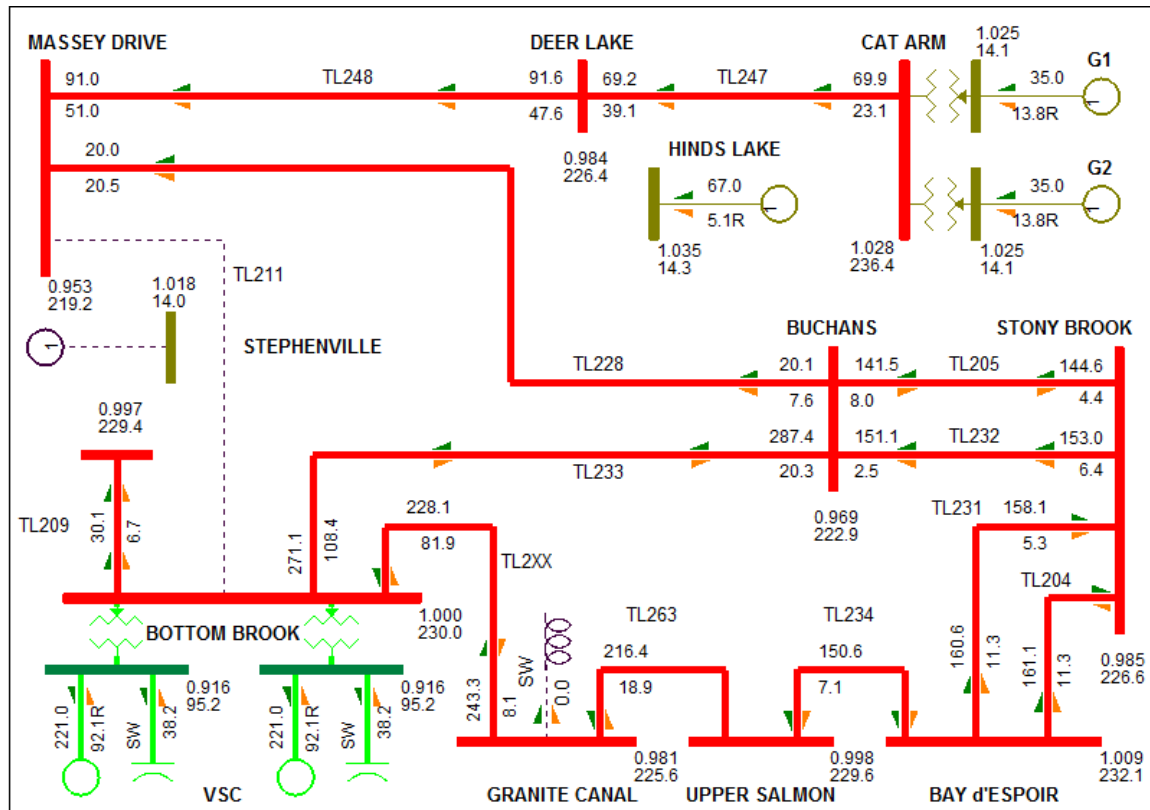 MASSEY DRIVE
DEER LAKE
CAT ARM
1.025
14.1
G1
91.0
TL248
91.6
69.2
TL247
69.9
35.0
1
51.0
47.6
39.1
23.1
13.8R
20.0
0.984
226.4
HINDS LAKE
G2
20.5
67.0
1
35.0
1
5.1R
13.8R
1.035
14.3
1.028
236.4
1.025
14.1
0.953
219.2
1.018
14.0
TL211
1
STEPHENVILLE
BUCHANS
STONY BROOK
TL228
20.1
141.5
TL205
144.6
7.6
8.0
4.4
0.997
229.4
287.4
151.1
TL232
153.0
TL233
20.3
2.5
6.4
TL209
30.1
6.7
271.1
108.4
228.1
81.9
TL2XX
0.969
222.9
TL231
158.1
5.3
TL204
1.000
230.0
BOTTOM BROOK
TL263
TL234
0.916
95.2
0.916
95.2
SW
216.4
18.9
150.6
7.1
160.6
11.3
161.1
11.3
0.985
226.6
221.0
92.1R
SW
38.2
221.0
92.1R
SW
38.2
243.3
8.1
0.0
0.981
225.6
0.998
229.6
1.009
232.1
VSC
GRANITE CANAL
UPPER SALMON
BAY d'ESPOIR